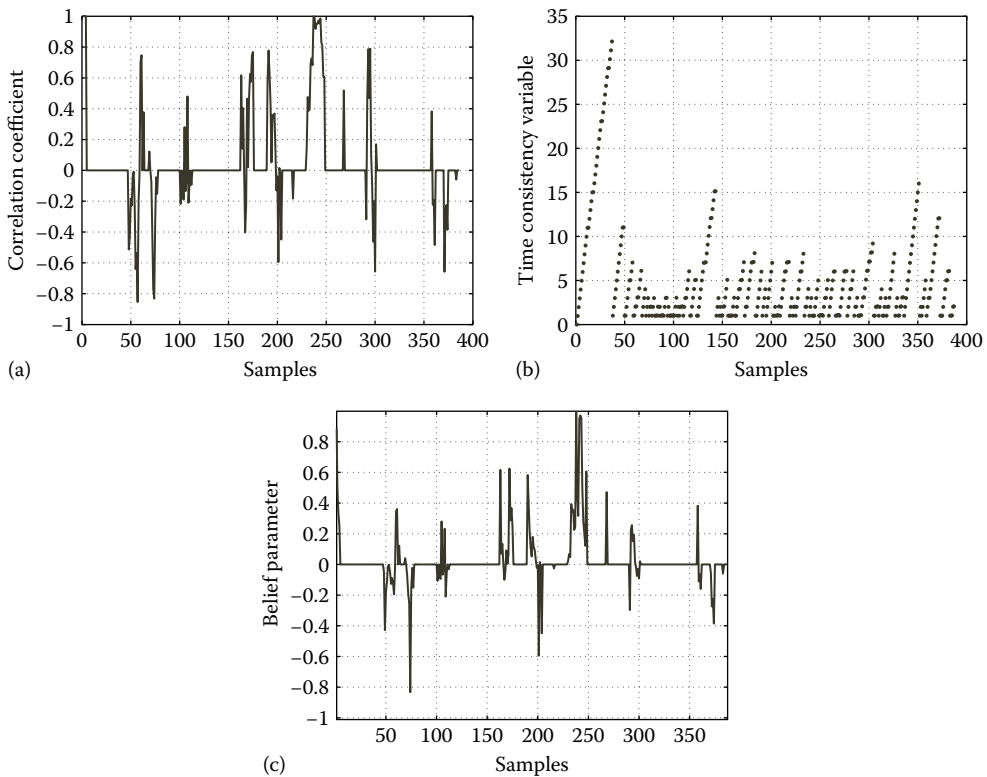 1
0.8
0.6
0.4
0.2
0
−0.2
−0.4
−0.6
−0.8
−1
Correlation coefficient
0 50 100 150 200 250 300 350 400
Samples
(a)
35
30
25
20
15
10
5
0
Time consistency variable
0 50 100 150 200 250 300 350 400
Samples
(b)
0.8
0.6
0.4
0.2
0
−0.2
−0.4
−0.6
−0.8
−1
Belief parameter
50 100 150 200 250 300 350
Samples
(c)